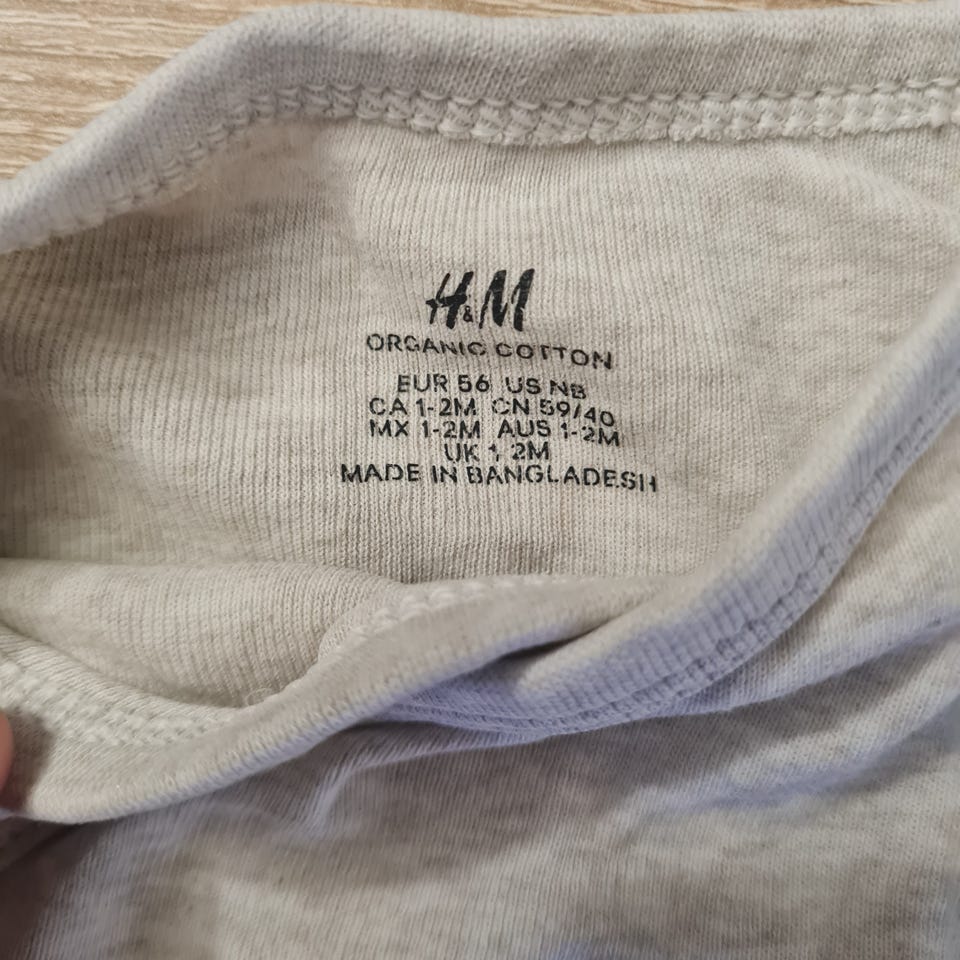 H&M
ORGANIC COTTON
EUR 56 US NB
CA 1-2M CN 59/40
MX 1-2M AUS 1-2M
UK 1-2M
MADE IN BANGLADESH